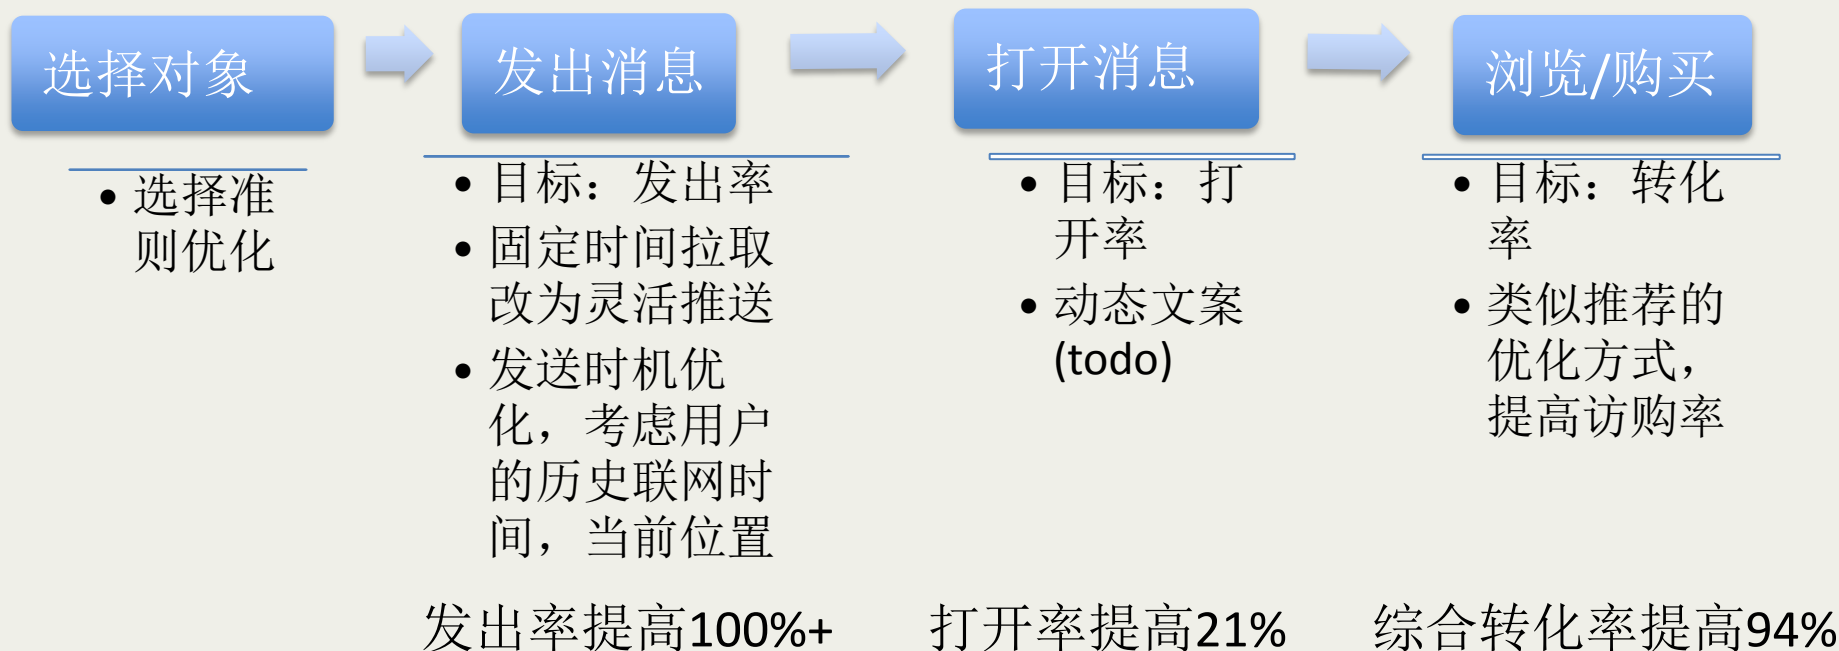 选择对象
发出消息
打开消息
浏览/购买
• 选择准
则优化
• 目标：发出率
• 固定时间拉取
改为灵活推送
• 发送时机优
化，考虑用户
的历史联网时
间，当前位置
• 目标：打
开率
• 动态文案
(todo)
• 目标：转化
率
• 类似推荐的
优化方式，
提高访购率
发出率提高100%+
打开率提高21%
综合转化率提高94%